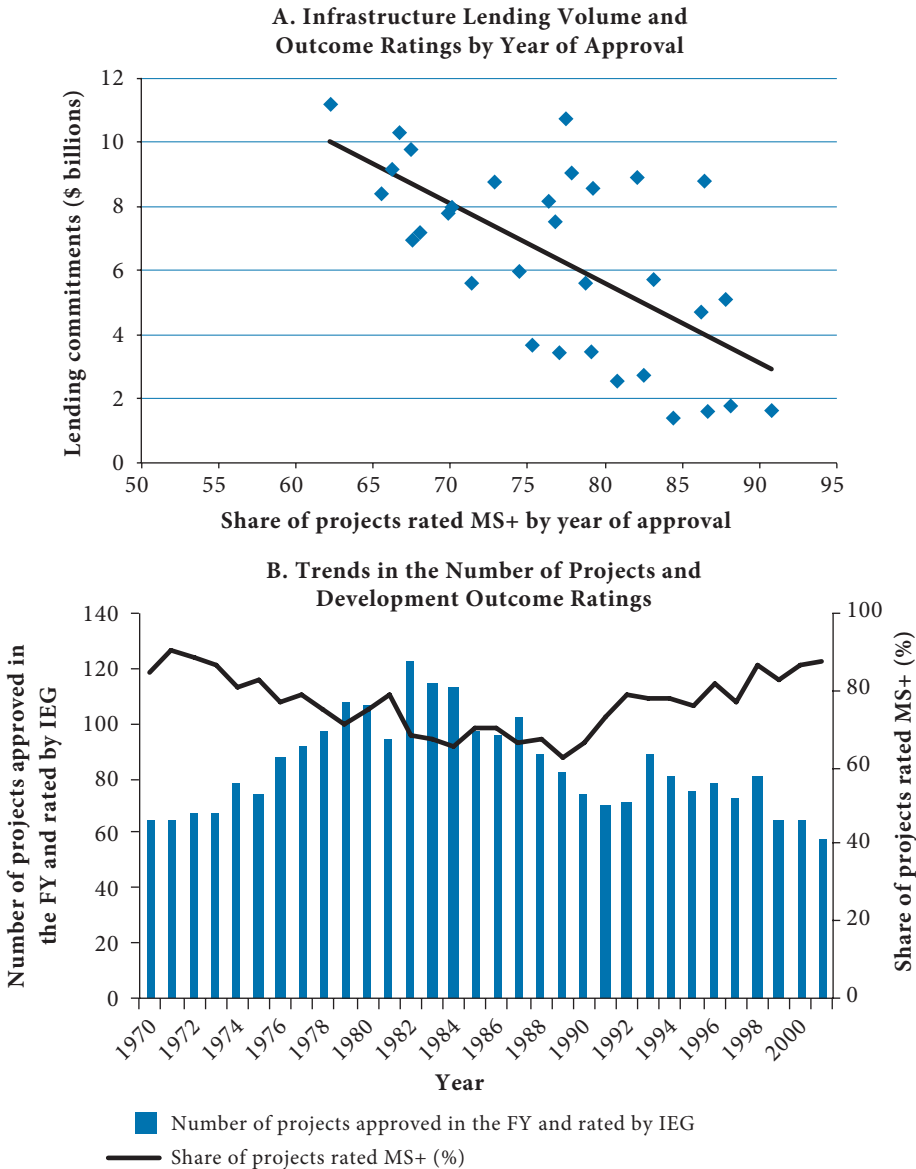 A. Infrastructure Lending Volume and
Outcome Ratings by Year of Approval
Lending commitments ($ billions)
12
10
8
6
4
2
0
50 55 60 65 70 75 80 85 90 95
Share of projects rated MS+ by year of approval
B. Trends in the Number of Projects and
Development Outcome Ratings
Number of projects approved in
the FY and rated by IEG
140
120
100
80
60
40
20
0
100
80
60
40
20
0
Share of projects rated MS+ (%)
1970 1972 1974 1976 1978 1980 1982 1984 1986 1988 1990 1992 1994 1996 1998 2000
Year
Number of projects approved in the FY and rated by IEG
Share of projects rated MS+ (%)